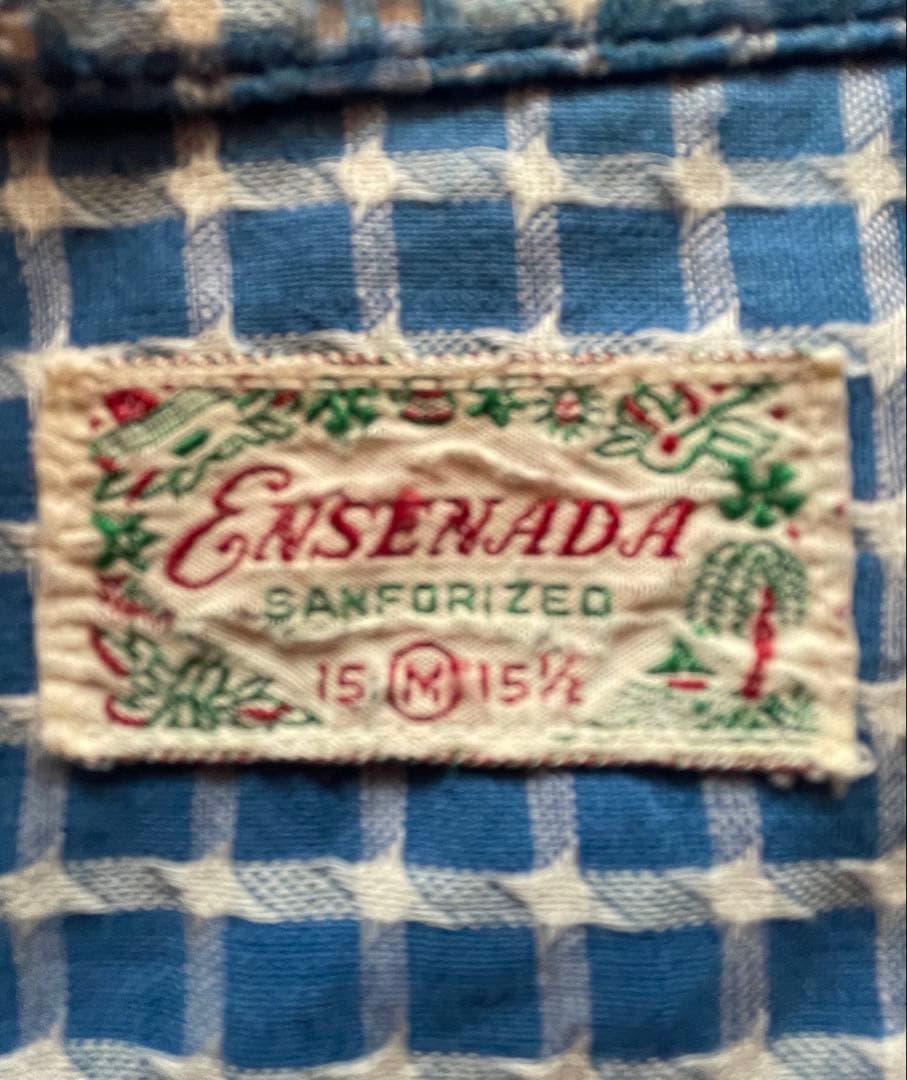 ENSENADA
SANFORIZED
15 M 15½